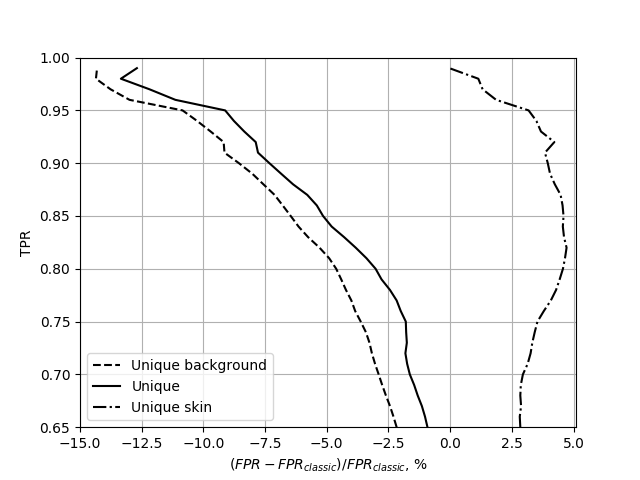 1.00
0.95
0.90
0.85
0.80
0.75
0.70
0.65
TPR
Unique background
Unique
Unique skin
−15.0 −12.5 −10.0 −7.5 −5.0 −2.5 0.0 2.5 5.0
(FPR − FPR_classic)/FPR_classic, %